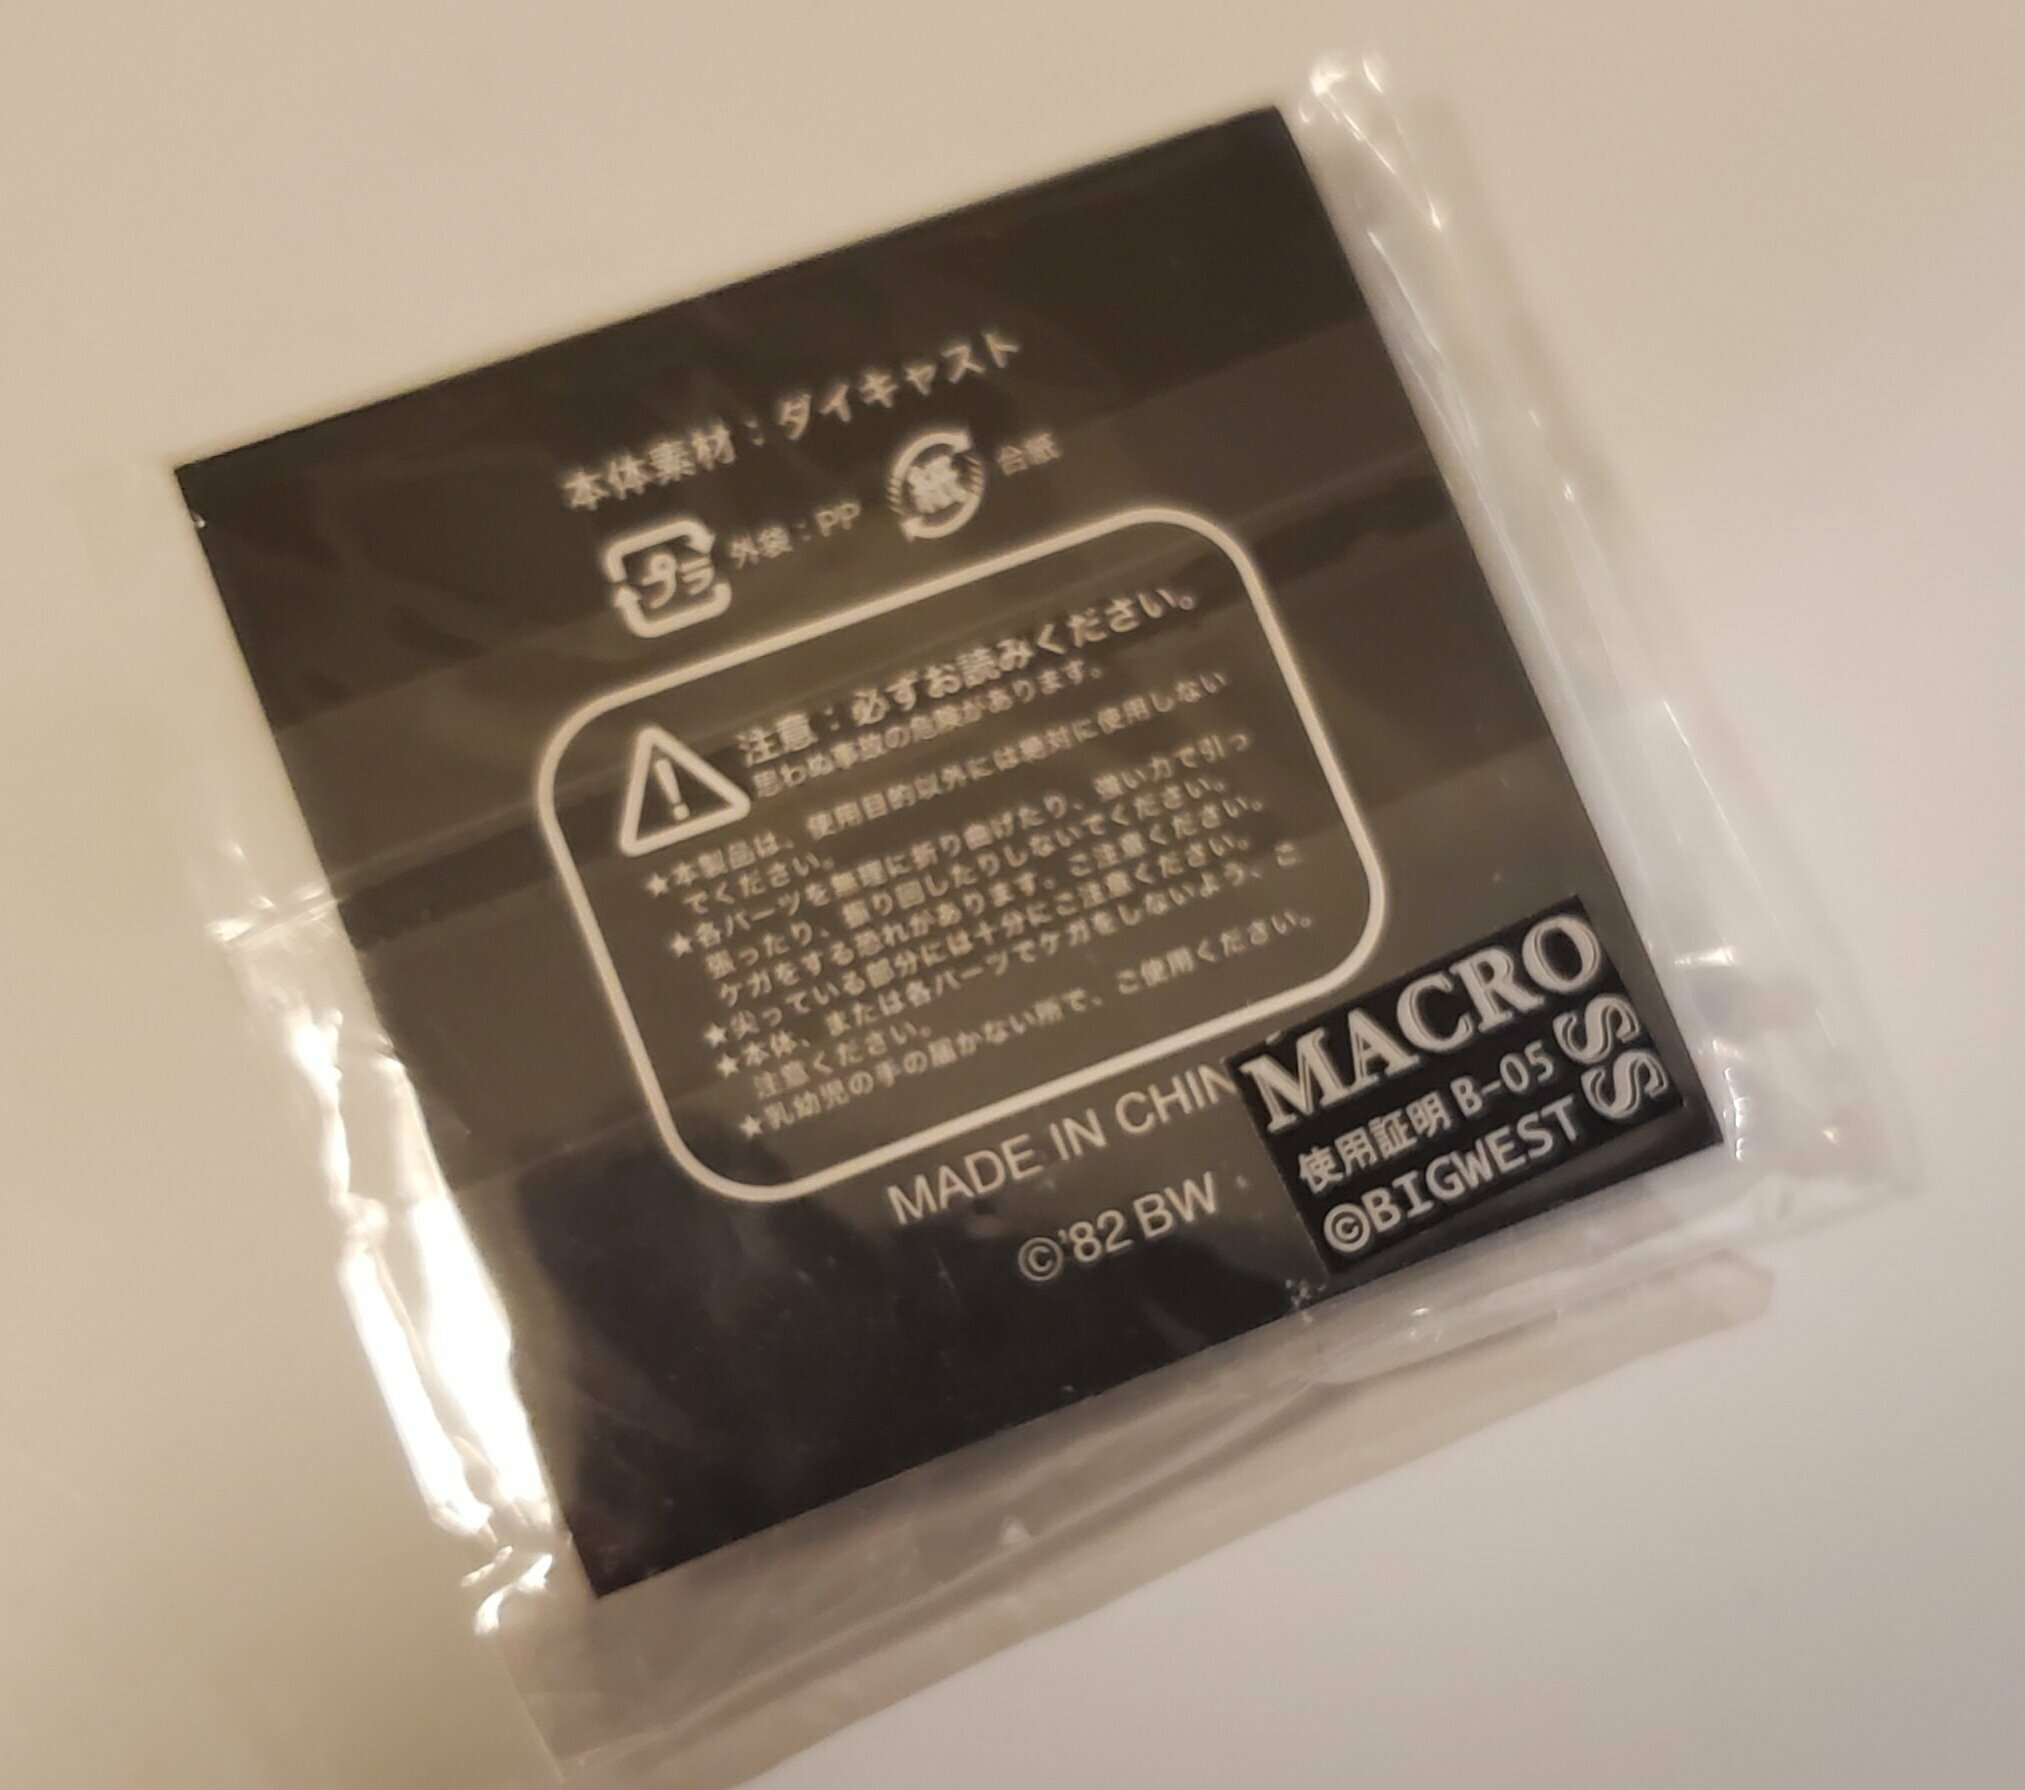 本体素材：ダイキャスト
プラ 外袋：PP 紙 台紙
注意：必ずお読みください。
思わぬ事故の危険があります。
★本製品は、使用目的以外には絶対に使用しない
でください。
★各パーツを無理に折り曲げたり、強い力で引っ
張ったり、振り回したりしないでください。
ケガをする恐れがあります。ご注意ください。
★尖っている部分には十分にご注意ください。
★本体、または各パーツでケガをしないよう、ご
注意ください。
★乳幼児の手の届かない所で、ご使用ください。
MADE IN CHIN
©'82 BW
MACROSS
使用証明 B-05
©BIGWEST